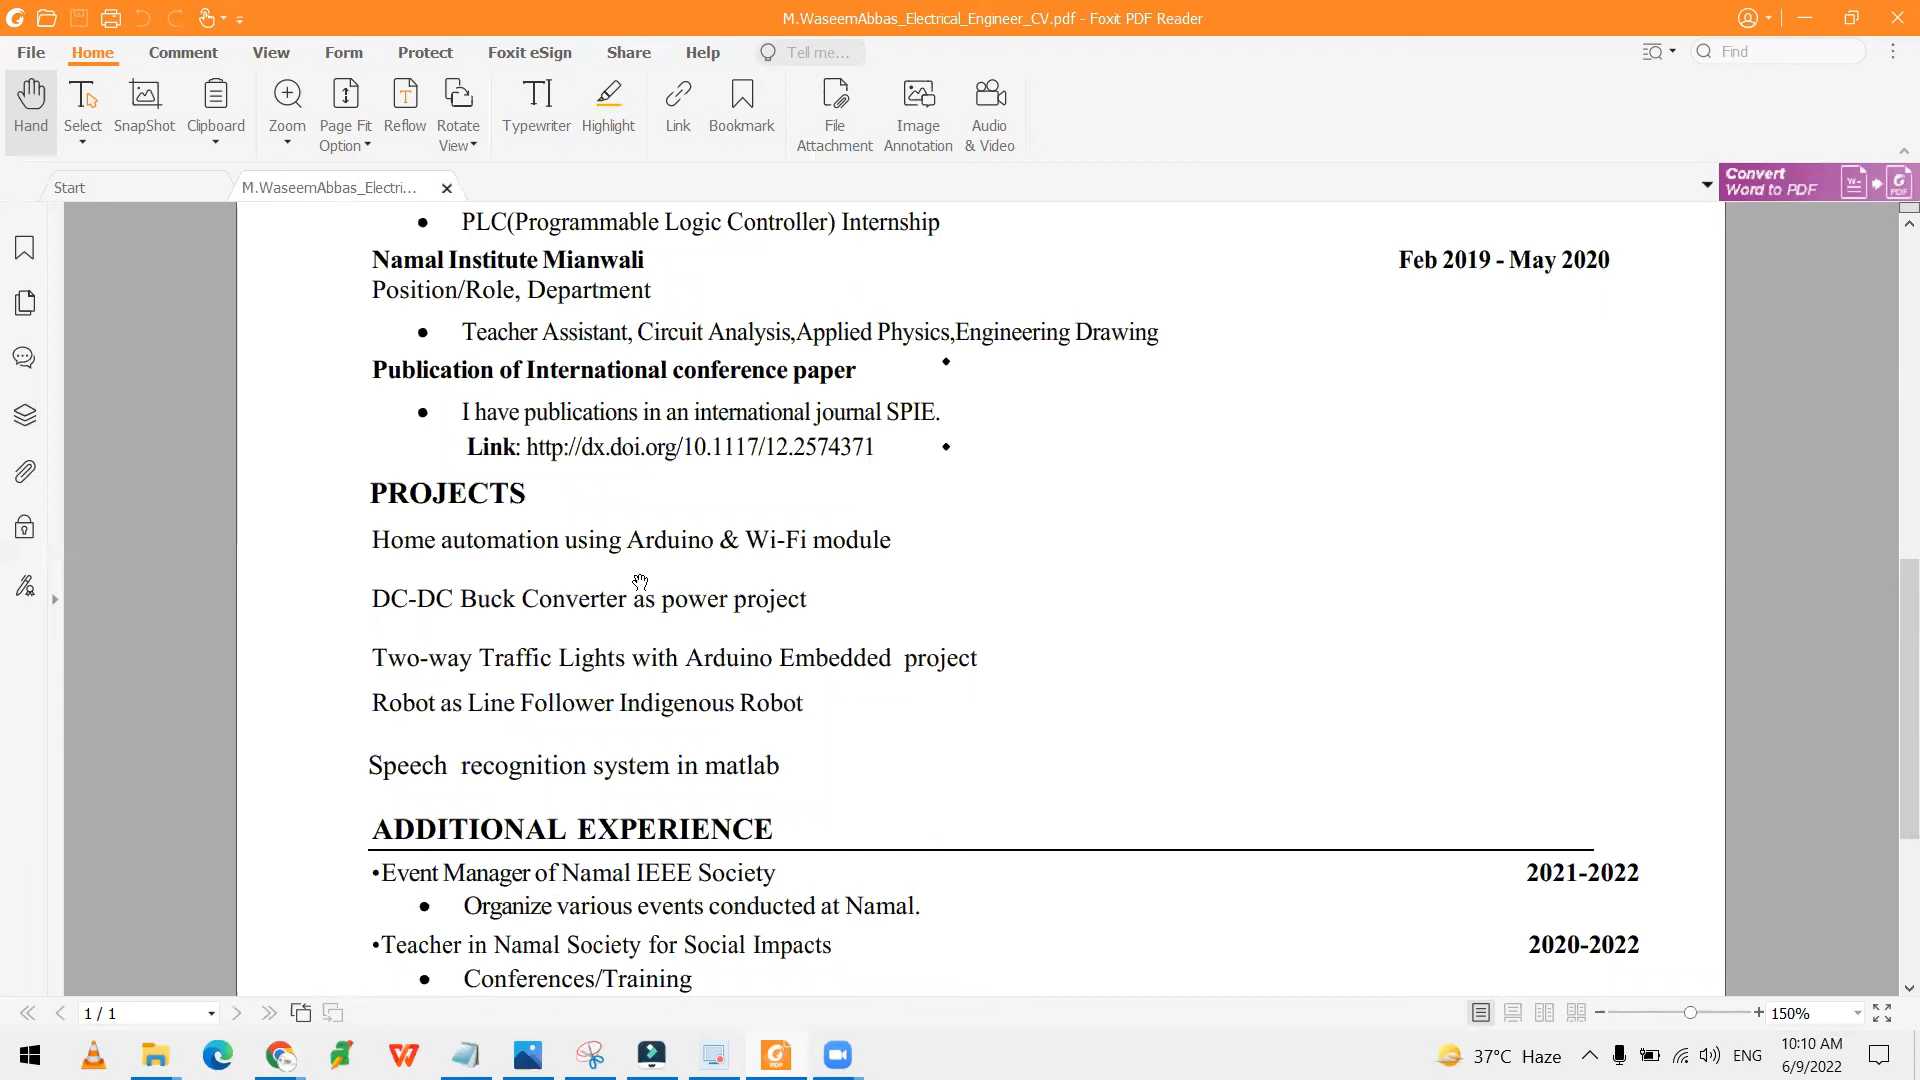 M.WaseemAbbas_Electrical_Engineer_CV.pdf - Foxit PDF Reader
File Home Comment View Form Protect Foxit eSign Share Help Tell me... Find
Hand Select SnapShot Clipboard Zoom Page Fit Option Reflow Rotate View Typewriter Highlight Link Bookmark File Attachment Image Annotation Audio & Video
Start M.WaseemAbbas_Electri... Convert Word to PDF
PLC(Programmable Logic Controller) Internship
Namal Institute Mianwali Feb 2019 - May 2020
Position/Role, Department
Teacher Assistant, Circuit Analysis,Applied Physics,Engineering Drawing
Publication of International conference paper
I have publications in an international journal SPIE.
Link: http://dx.doi.org/10.1117/12.2574371
PROJECTS
Home automation using Arduino & Wi-Fi module
DC-DC Buck Converter as power project
Two-way Traffic Lights with Arduino Embedded project
Robot as Line Follower Indigenous Robot
Speech recognition system in matlab
ADDITIONAL EXPERIENCE
•Event Manager of Namal IEEE Society 2021-2022
Organize various events conducted at Namal.
•Teacher in Namal Society for Social Impacts 2020-2022
Conferences/Training
1 / 1 150%
37°C Haze ENG 10:10 AM
6/9/2022